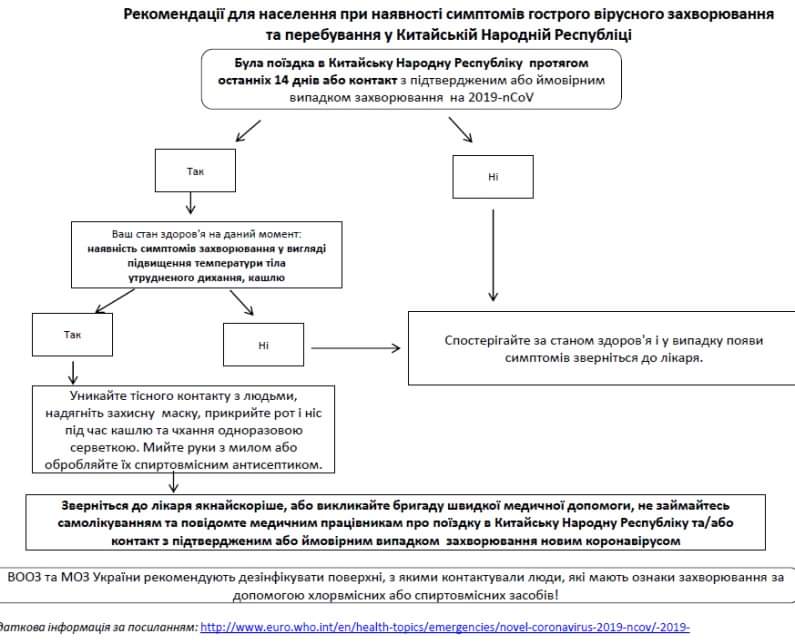 Рекомендації для населення при наявності симптомів гострого вірусного захворювання
та перебування у Китайській Народній Республіці
Була поїздка в Китайську Народну Республіку протягом
останніх 14 днів або контакт з підтвердженим або ймовірним
випадком захворювання на 2019-nCoV
Так
Ні
Ваш стан здоров'я на даний момент:
наявність симптомів захворювання у вигляді
підвищення температури тіла
утрудненого дихання, кашлю
Так
Ні
Спостерігайте за станом здоров'я і у випадку появи
симптомів зверніться до лікаря.
Уникайте тісного контакту з людьми,
надягніть захисну маску, прикрийте рот і ніс
під час кашлю та чхання одноразовою
серветкою. Мийте руки з милом або
обробляйте їх спиртовмісним антисептиком.
Зверніться до лікаря якнайскоріше, або викликайте бригаду швидкої медичної допомоги, не займайтесь
самолікуванням та повідомте медичним працівникам про поїздку в Китайську Народну Республіку та/або
контакт з підтвердженим або ймовірним випадком захворювання новим коронавірусом
ВООЗ та МОЗ України рекомендують дезінфікувати поверхні, з якими контактували люди, які мають ознаки захворювання за
допомогою хлорвмісних або спиртовмісних засобів!
даткова інформація за посиланням: http://www.euro.who.int/en/health-topics/emergencies/novel-coronavirus-2019-ncov/-2019-